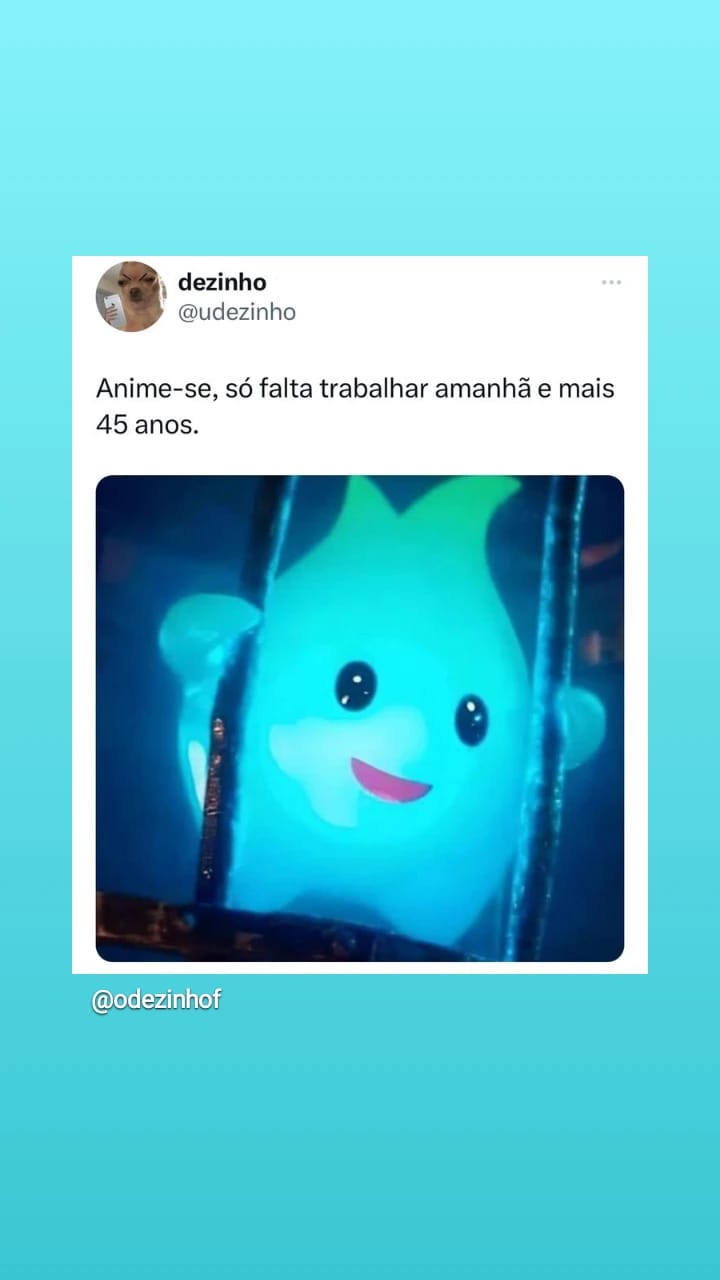 dezinho
@udezinho
Anime-se, só falta trabalhar amanhã e mais
45 anos.
@odezinhof